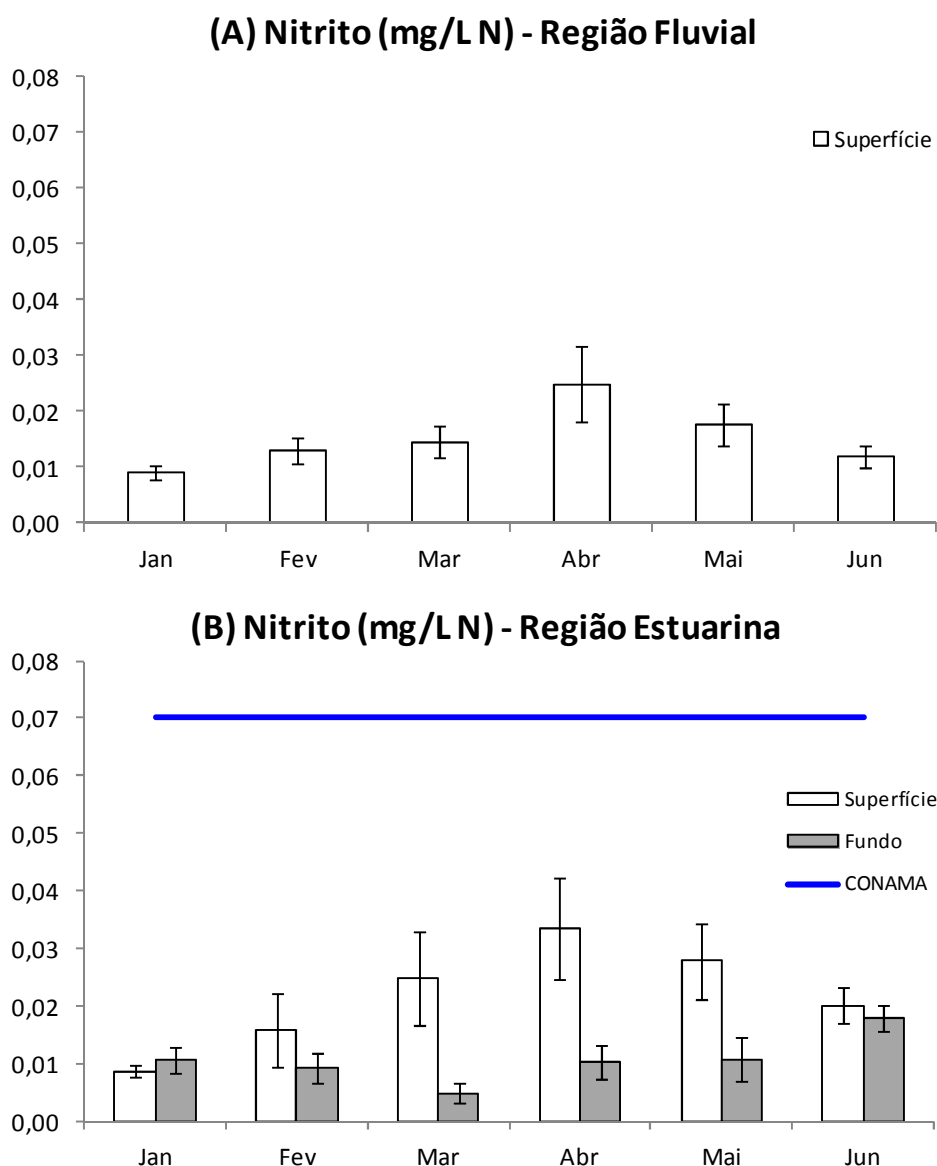 (A) Nitrito (mg/L N) - Região Fluvial
0,08
0,07
Superfície
0,06
0,05
0,04
0,03
0,02
0,01
0,00
Jan Fev Mar Abr Mai Jun
(B) Nitrito (mg/L N) - Região Estuarina
0,08
0,07
0,06
Superfície
0,05
Fundo
0,04
CONAMA
0,03
0,02
0,01
0,00
Jan Fev Mar Abr Mai Jun